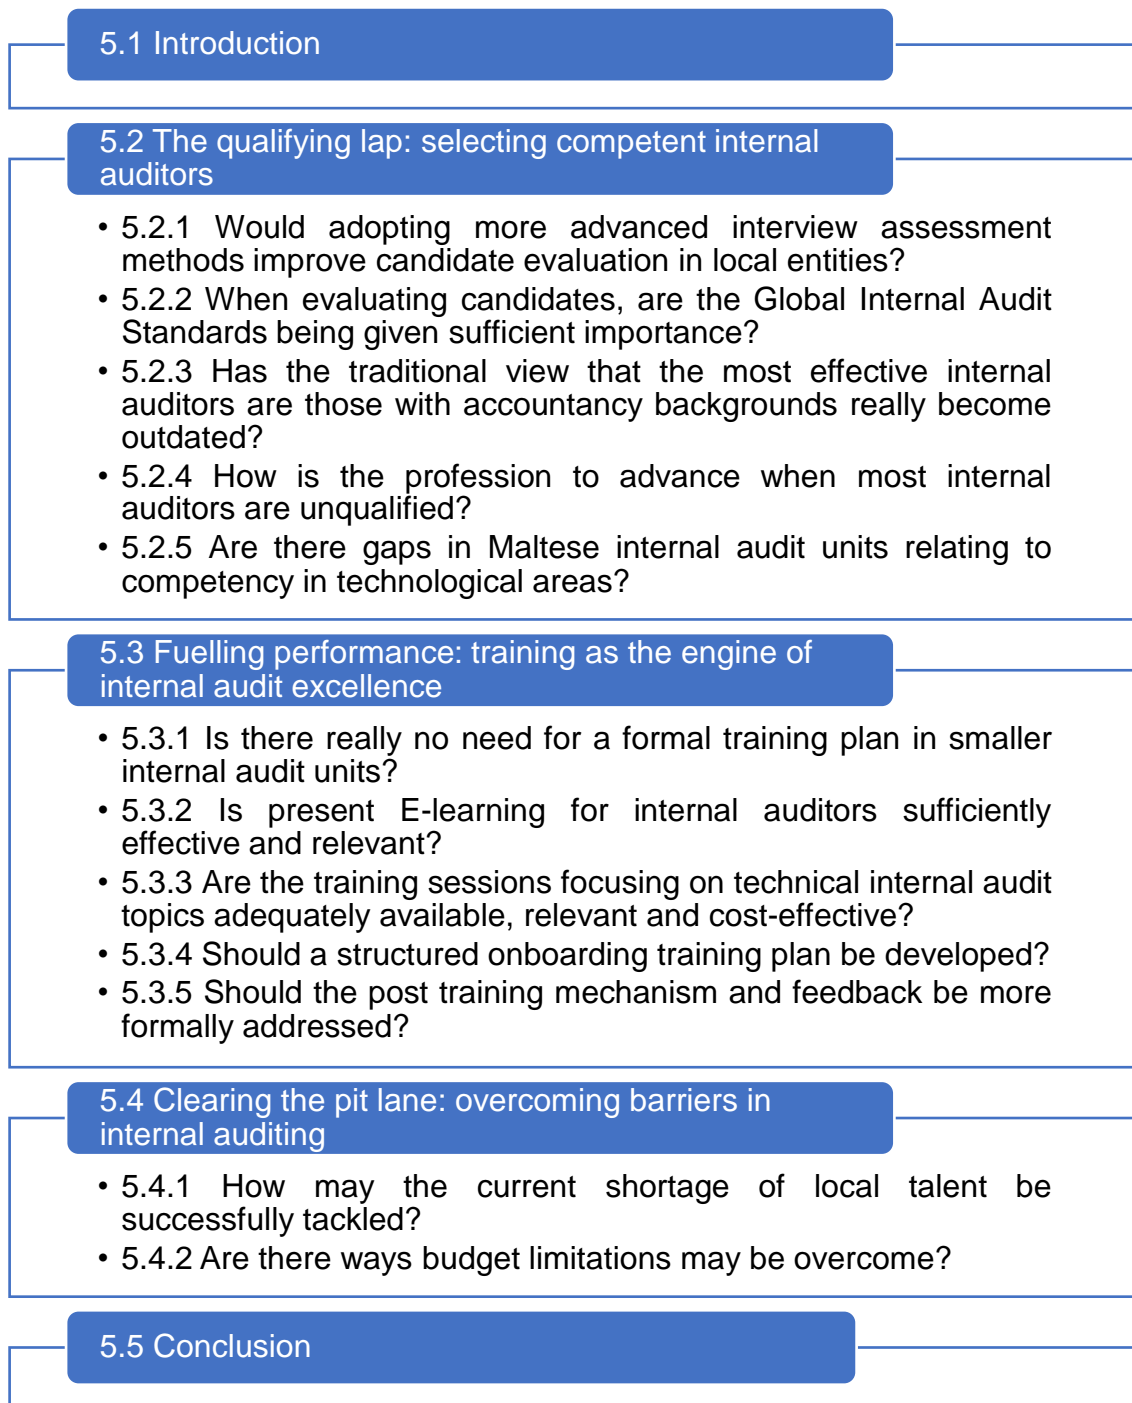 5.1 Introduction
5.2 The qualifying lap: selecting competent internal
auditors
• 5.2.1 Would adopting more advanced interview assessment
methods improve candidate evaluation in local entities?
• 5.2.2 When evaluating candidates, are the Global Internal Audit
Standards being given sufficient importance?
• 5.2.3 Has the traditional view that the most effective internal
auditors are those with accountancy backgrounds really become
outdated?
• 5.2.4 How is the profession to advance when most internal
auditors are unqualified?
• 5.2.5 Are there gaps in Maltese internal audit units relating to
competency in technological areas?
5.3 Fuelling performance: training as the engine of
internal audit excellence
• 5.3.1 Is there really no need for a formal training plan in smaller
internal audit units?
• 5.3.2 Is present E-learning for internal auditors sufficiently
effective and relevant?
• 5.3.3 Are the training sessions focusing on technical internal audit
topics adequately available, relevant and cost-effective?
• 5.3.4 Should a structured onboarding training plan be developed?
• 5.3.5 Should the post training mechanism and feedback be more
formally addressed?
5.4 Clearing the pit lane: overcoming barriers in
internal auditing
• 5.4.1 How may the current shortage of local talent be
successfully tackled?
• 5.4.2 Are there ways budget limitations may be overcome?
5.5 Conclusion